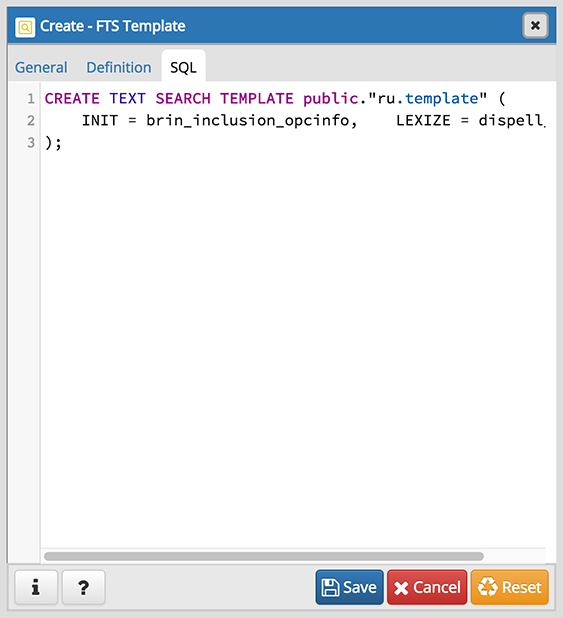 Create - FTS Template
General Definition SQL
1 CREATE TEXT SEARCH TEMPLATE public."ru.template" (
2 INIT = brin_inclusion_opcinfo, LEXIZE = dispell_
3 );
i ? Save Cancel Reset